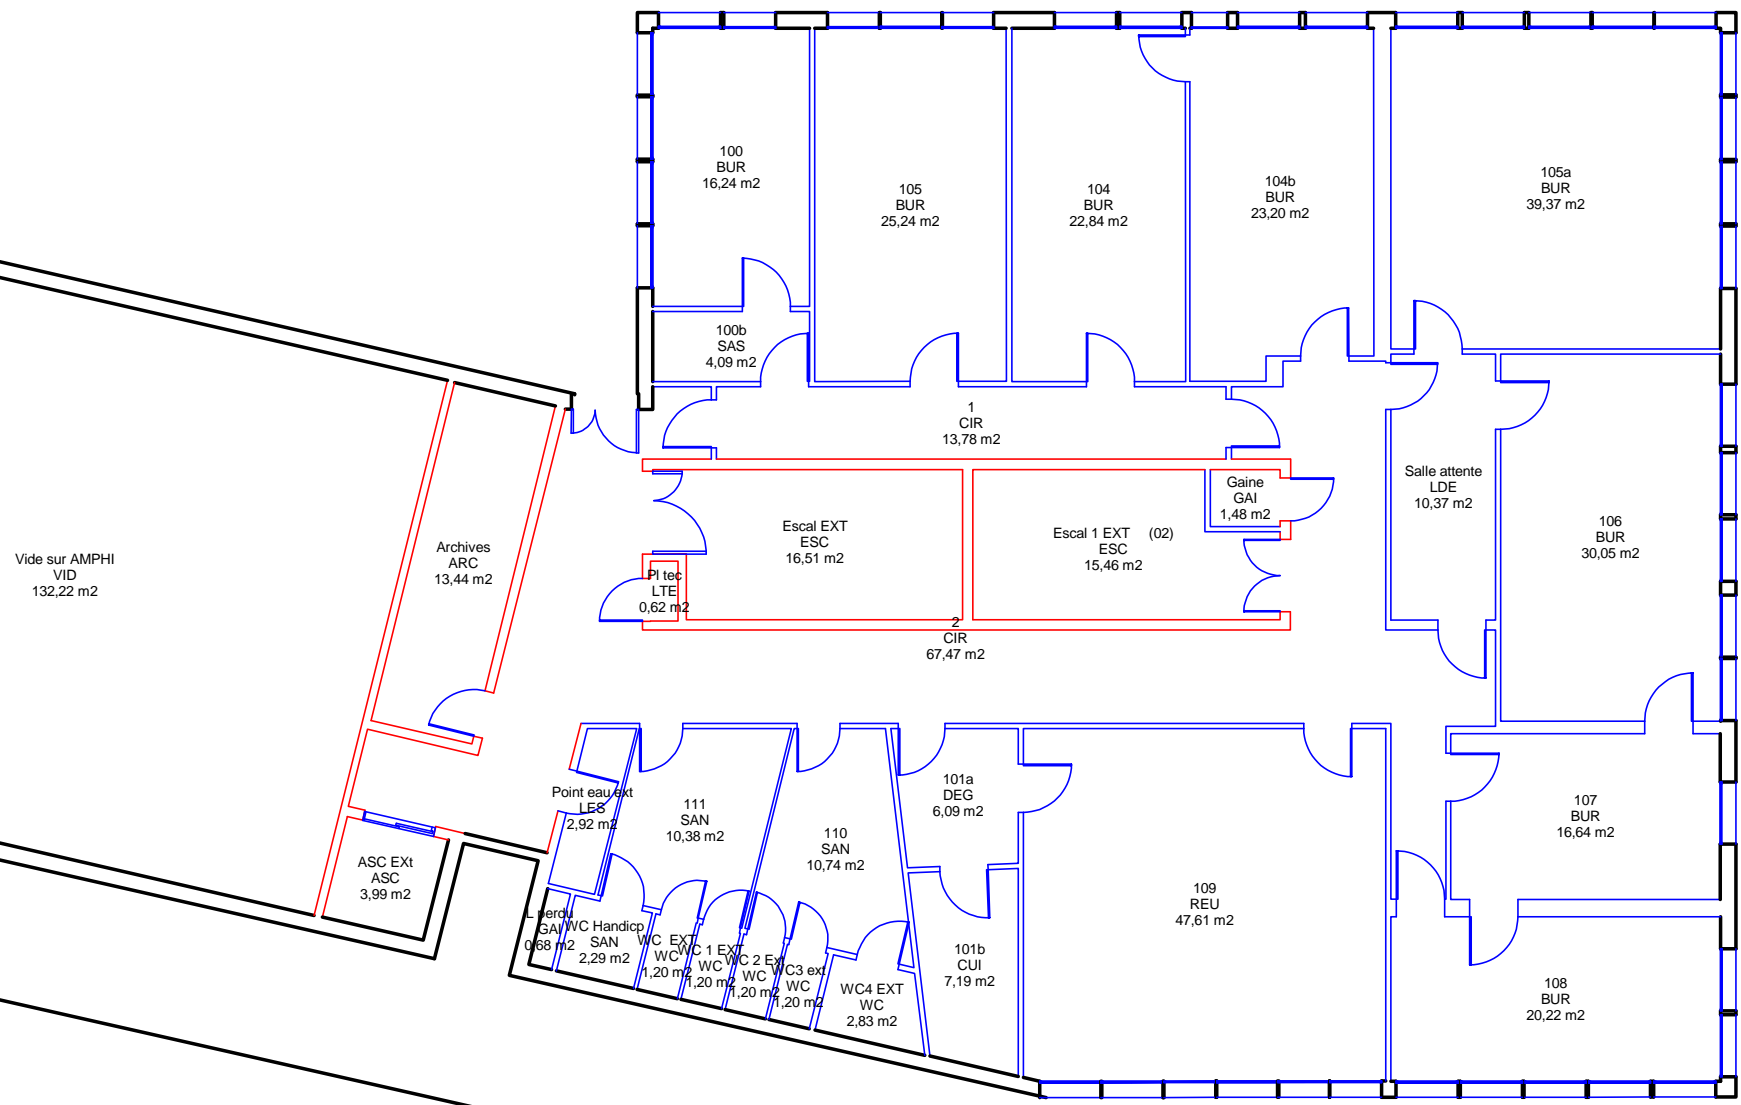 100
BUR
16,24 m2
105
BUR
25,24 m2
104
BUR
22,84 m2
104b
BUR
23,20 m2
105a
BUR
39,37 m2
100b
SAS
4,09 m2
1
CIR
13,78 m2
Salle attente
LDE
10,37 m2
Gaine
GAI
1,48 m2
Escal EXT
ESC
16,51 m2
Escal 1 EXT (02)
ESC
15,46 m2
106
BUR
30,05 m2
Vide sur AMPHI
VID
132,22 m2
Archives
ARC
13,44 m2
Pl tec
LTE
0,62 m2
2
CIR
67,47 m2
Point eau ext
LES
2,92 m2
111
SAN
10,38 m2
110
SAN
10,74 m2
101a
DEG
6,09 m2
107
BUR
16,64 m2
ASC EXt
ASC
3,99 m2
109
REU
47,61 m2
L perdu
GAI
0,68 m2
WC Handicp
SAN
2,29 m2
WC EXT
WC
1,20 m2
WC 1 EXT
WC
1,20 m2
WC 2 Ext
WC
1,20 m2
WC3 ext
WC
1,20 m2
WC4 EXT
WC
2,83 m2
101b
CUI
7,19 m2
108
BUR
20,22 m2